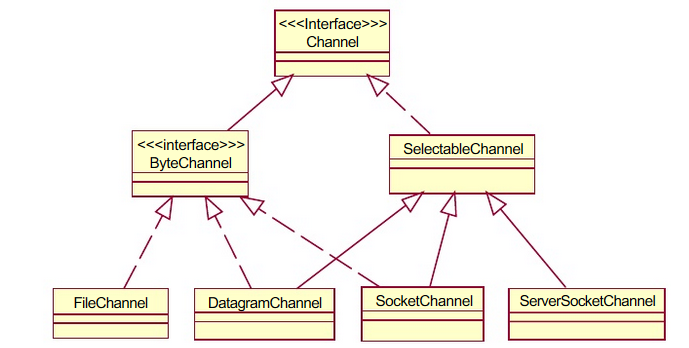 <<<Interface>>>
Channel
<<<interface>>>
ByteChannel
SelectableChannel
FileChannel
DatagramChannel
SocketChannel
ServerSocketChannel